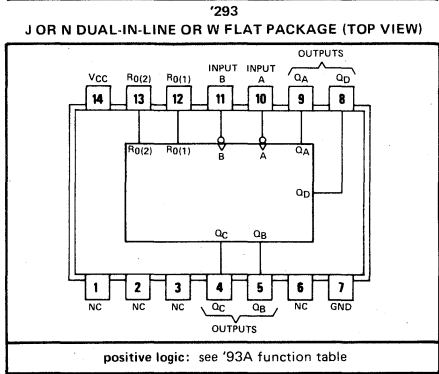 '293
J OR N DUAL-IN-LINE OR W FLAT PACKAGE (TOP VIEW)
OUTPUTS
VCC R0(2) R0(1) INPUT B INPUT A QA QD
14 13 12 11 10 9 8
R0(2) R0(1) B A QA
QD
QC QB
1 2 3 4 5 6 7
NC NC NC QC QB NC GND
OUTPUTS
positive logic: see '93A function table